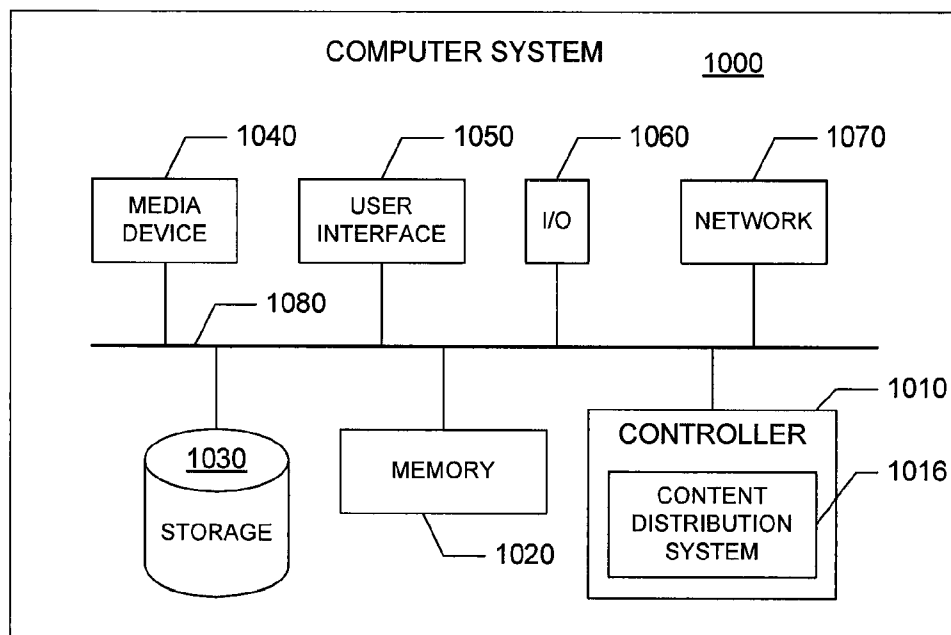 COMPUTER SYSTEM
1000
1040
1050
1060
1070
MEDIA
DEVICE
USER
INTERFACE
I/O
NETWORK
1080
1010
CONTROLLER
1030
STORAGE
MEMORY
1020
1016
CONTENT
DISTRIBUTION
SYSTEM